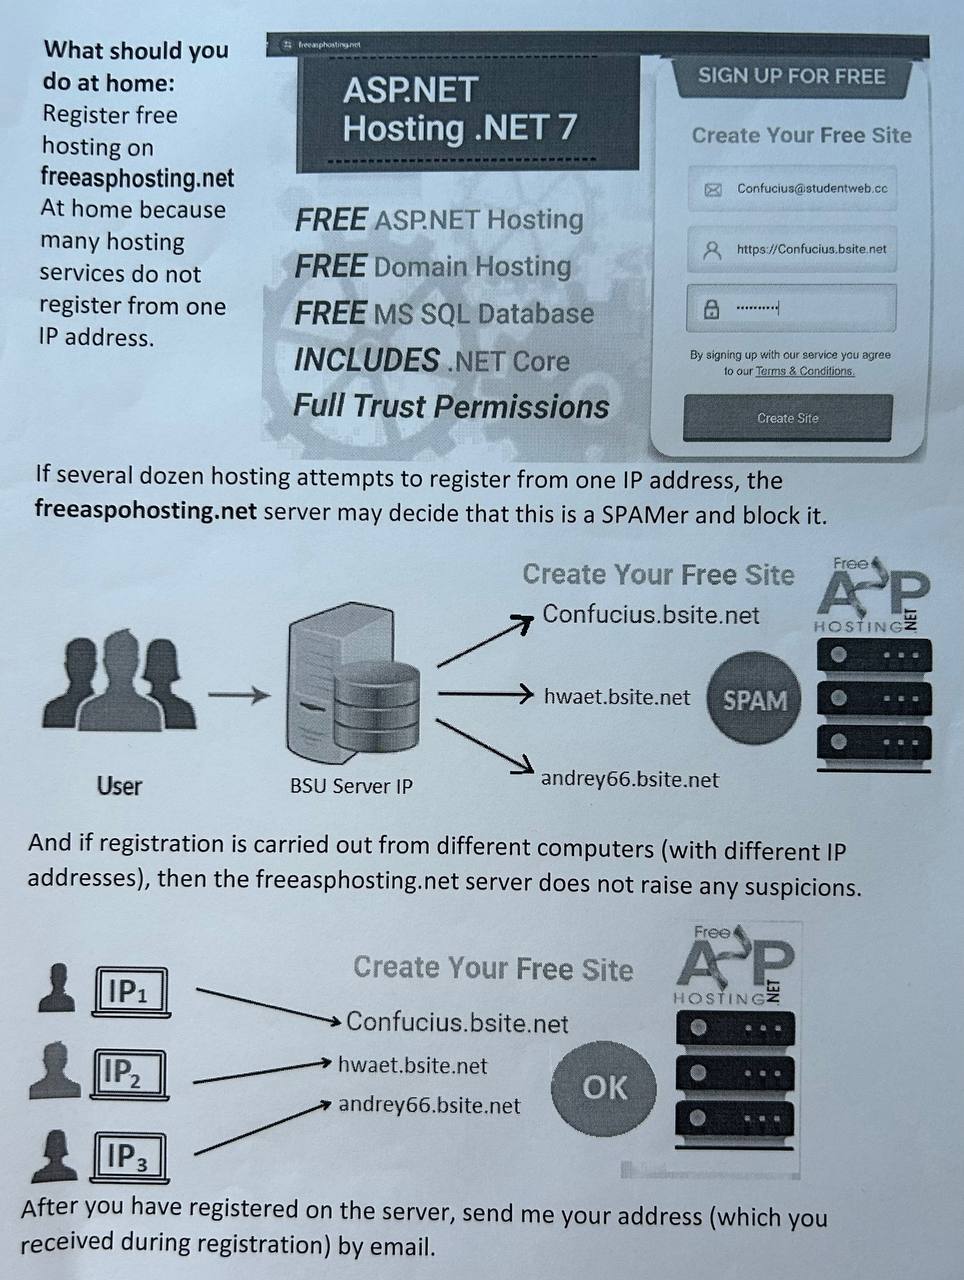 What should you
do at home:
Register free
hosting on
freeasphosting.net
At home because
many hosting
services do not
register from one
IP address.
freeasphosting.net
ASP.NET
Hosting .NET 7
FREE ASP.NET Hosting
FREE Domain Hosting
FREE MS SQL Database
INCLUDES .NET Core
Full Trust Permissions
SIGN UP FOR FREE
Create Your Free Site
Confucius@studentweb.cc
https://Confucius.bsite.net
By signing up with our service you agree
to our Terms & Conditions.
Create Site
If several dozen hosting attempts to register from one IP address, the
freeaspohosting.net server may decide that this is a SPAMer and block it.
User
BSU Server IP
Create Your Free Site
Confucius.bsite.net
hwaet.bsite.net
andrey66.bsite.net
SPAM
Free
ASP
HOSTING.NET
And if registration is carried out from different computers (with different IP
addresses), then the freeasphosting.net server does not raise any suspicions.
IP1
IP2
IP3
Create Your Free Site
Confucius.bsite.net
hwaet.bsite.net
andrey66.bsite.net
OK
Free
ASP
HOSTING.NET
After you have registered on the server, send me your address (which you
received during registration) by email.